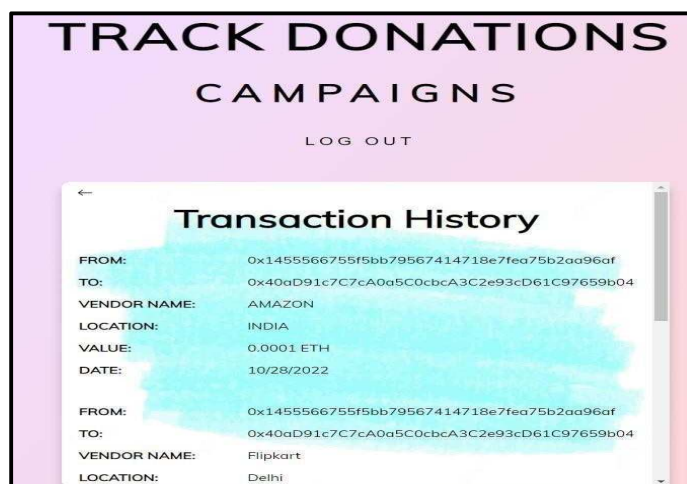 TRACK DONATIONS
CAMPAIGNS
LOG OUT
←
Transaction History
FROM: 0x1455566755f5bb79567414718e7fea75b2aa96af
TO: 0x40aD91c7C7cA0a5C0cbcA3C2e93cD61C97659b04
VENDOR NAME: AMAZON
LOCATION: INDIA
VALUE: 0.0001 ETH
DATE: 10/28/2022
FROM: 0x1455566755f5bb79567414718e7fea75b2aa96af
TO: 0x40aD91c7C7cA0a5C0cbcA3C2e93cD61C97659b04
VENDOR NAME: Flipkart
LOCATION: Delhi